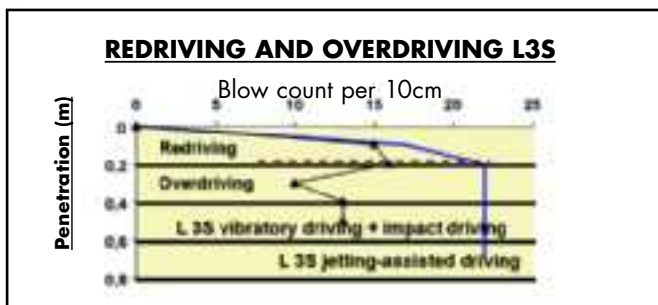 REDRIVING AND OVERDRIVING L3S
Blow count per 10cm
0 5 10 15 20 25
Penetration (m)
0
Redriving
0,2
Overdriving
0,4
L 3S vibratory driving + impact driving
0,6
L 3S jetting-assisted driving
0,8